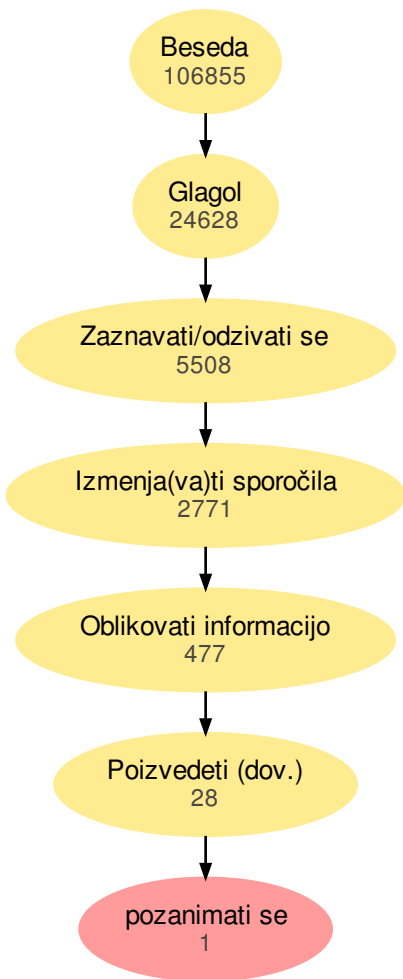 Beseda
106855
Glagol
24628
Zaznavati/odzivati se
5508
Izmenja(va)ti sporočila
2771
Oblikovati informacijo
477
Poizvedeti (dov.)
28
pozanimati se
1